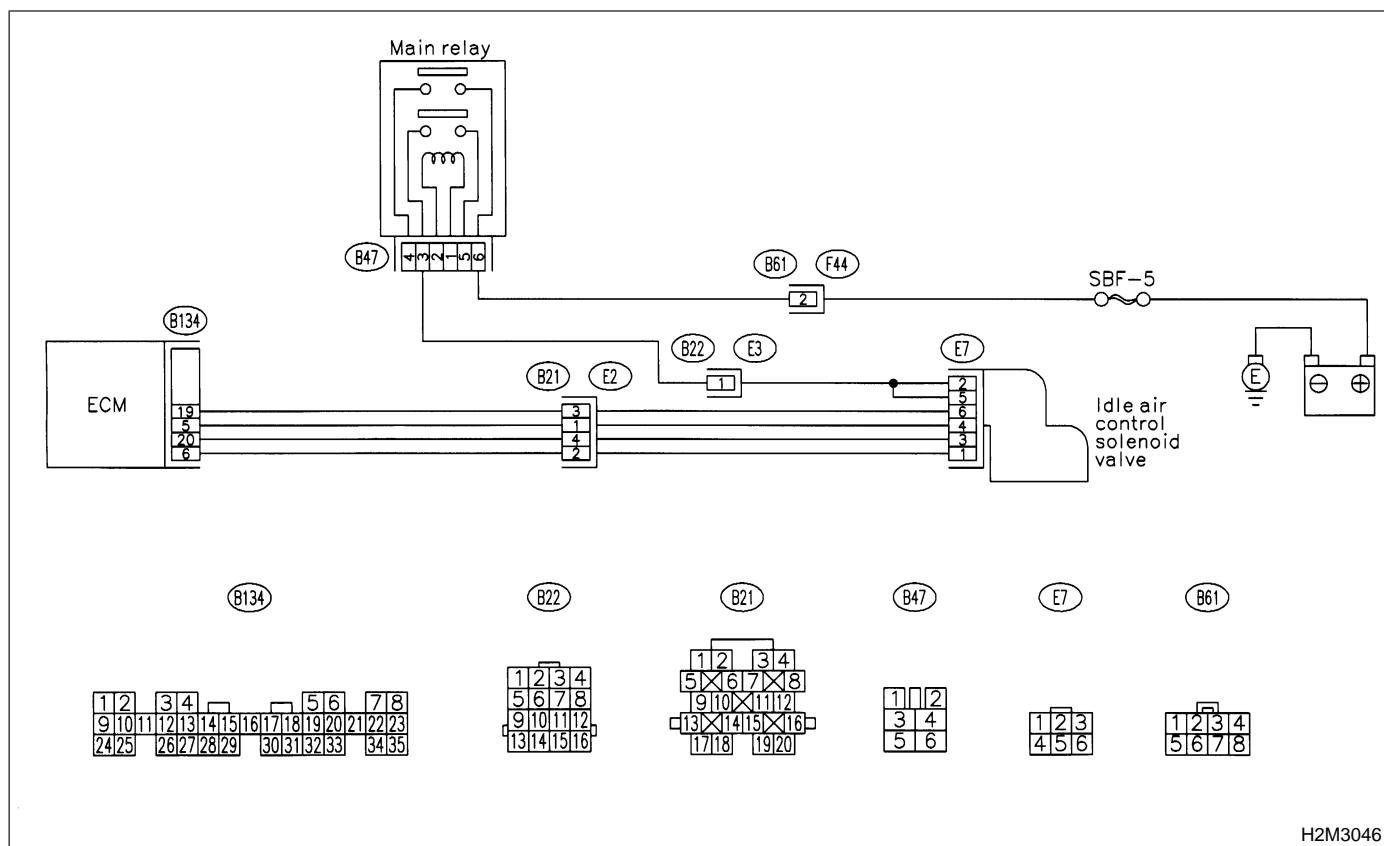 Main relay
B47
4 3 2 1 5 6
B61 F44
2
SBF-5
B134
B22 E3
1
E7
B21 E2
ECM
19 3 6
5 1 4
20 4 3
6 2 1
2
5
E
⊖ ⊕
Idle air
control
solenoid
valve
B134
B22
B21
B47
E7
B61
1 2 3 4 5 6 7 8
9 10 11 12 13 14 15 16 17 18 19 20 21 22 23
24 25 26 27 28 29 30 31 32 33 34 35
1 2 3 4
5 6 7 8
9 10 11 12
13 14 15 16
1 2 3 4
5 6 7 8
9 10 11 12
13 14 15 16
17 18 19 20
1 2
3 4
5 6
1 2 3
4 5 6
1 2 3 4
5 6 7 8
H2M3046